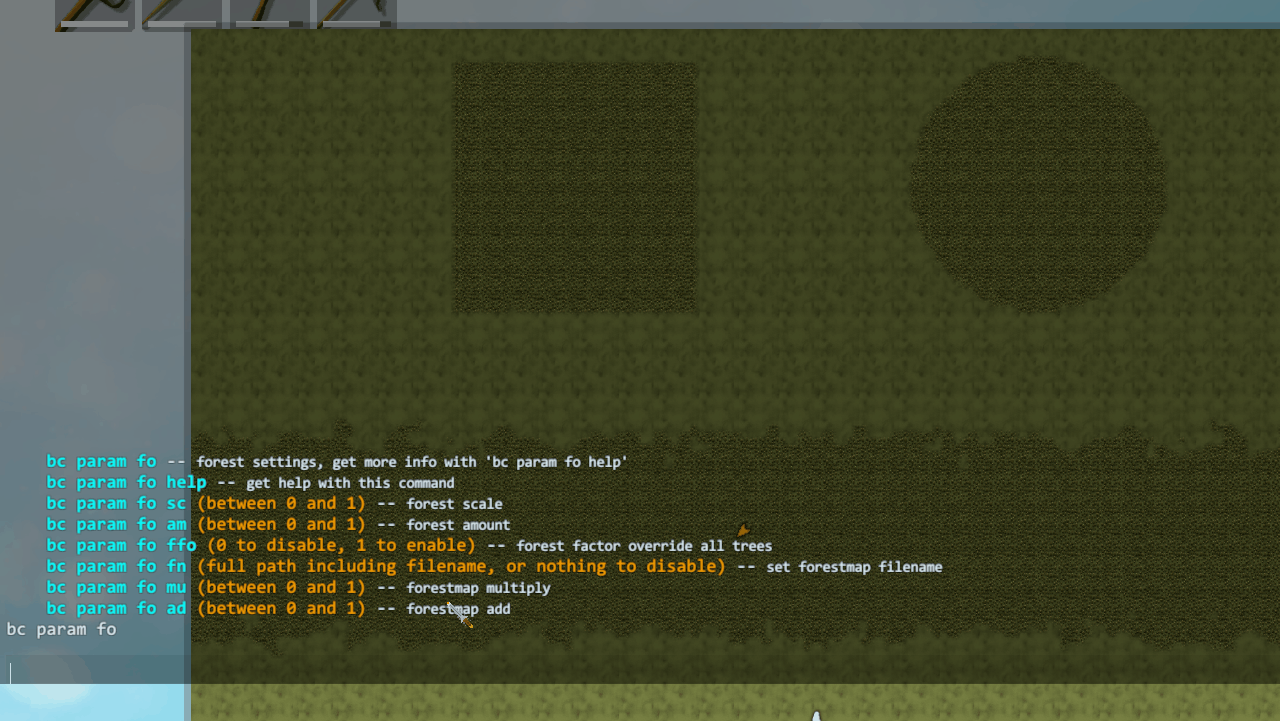 bc param fo -- forest settings, get more info with 'bc param fo help'
bc param fo help -- get help with this command
bc param fo sc (between 0 and 1) -- forest scale
bc param fo am (between 0 and 1) -- forest amount
bc param fo ffo (0 to disable, 1 to enable) -- forest factor override all trees
bc param fo fn (full path including filename, or nothing to disable) -- set forestmap filename
bc param fo mu (between 0 and 1) -- forestmap multiply
bc param fo ad (between 0 and 1) -- forestmap add
bc param fo